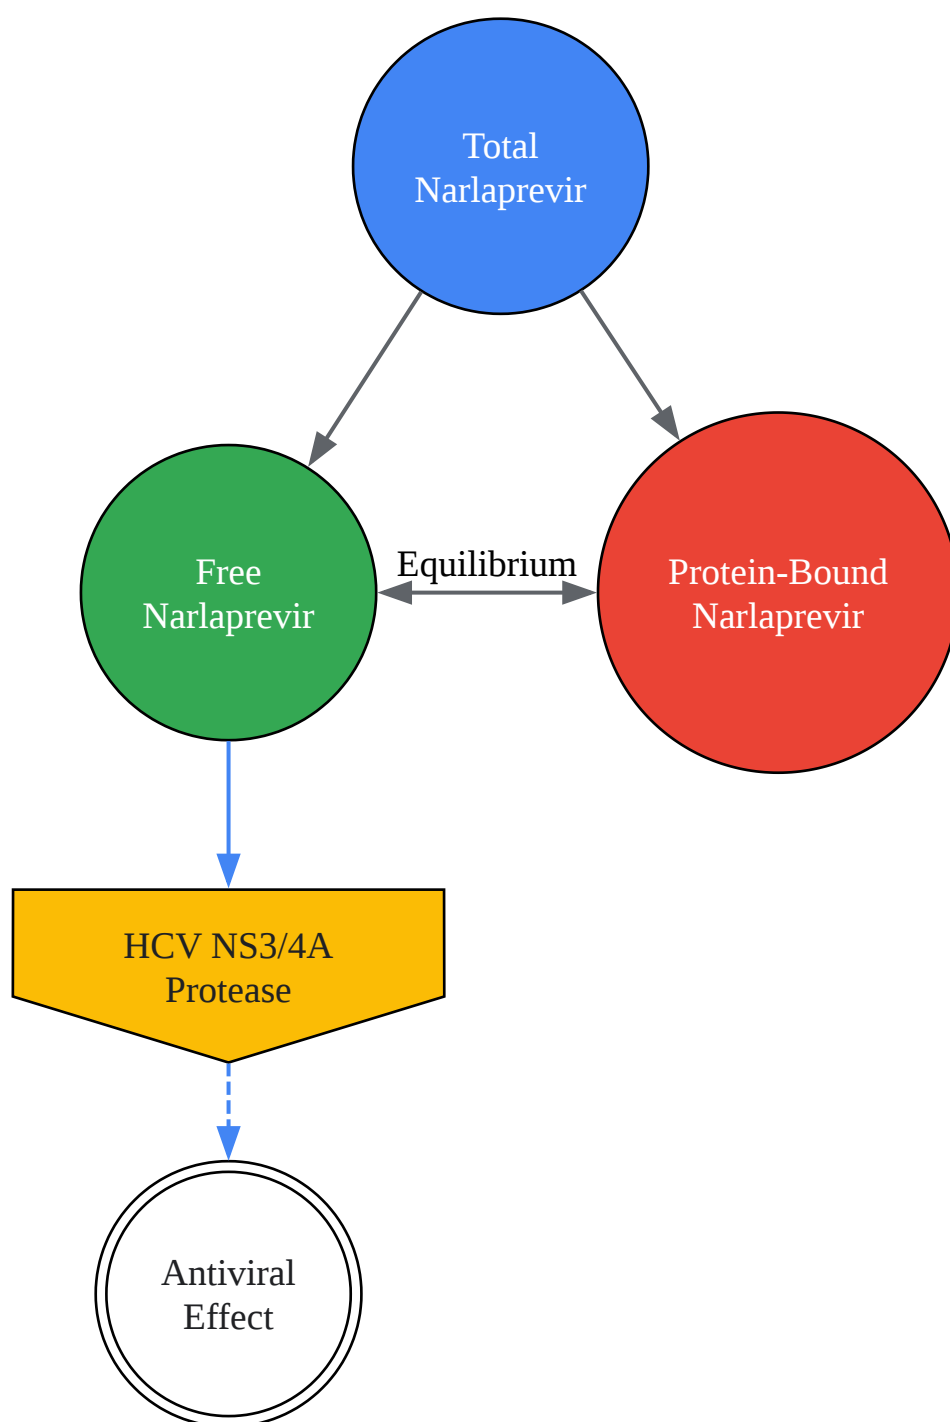 Total
Narlaprevir
Equilibrium
Free
Narlaprevir
Protein-Bound
Narlaprevir
HCV NS3/4A
Protease
Antiviral
Effect